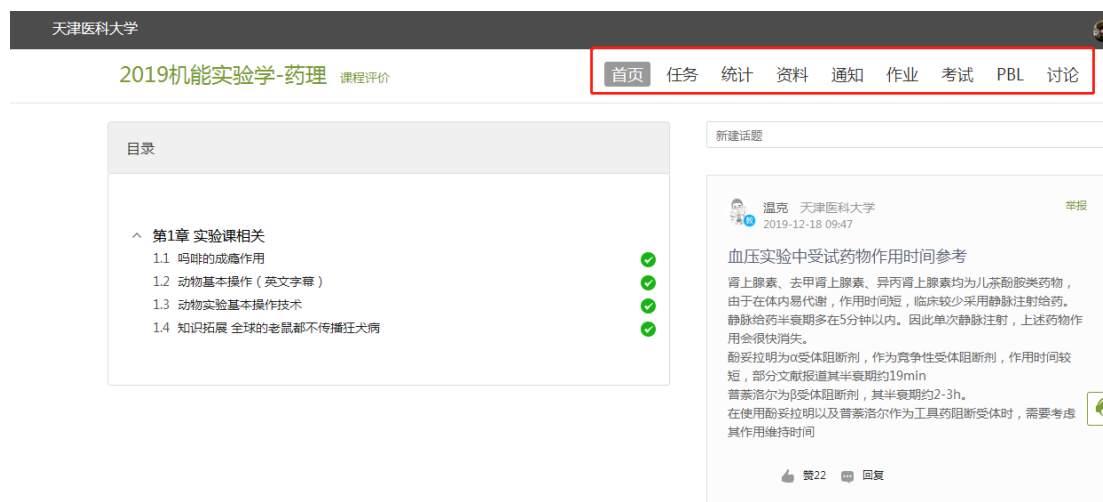 天津医科大学
2019机能实验学-药理 课程评价
首页 任务 统计 资料 通知 作业 考试 PBL 讨论
目录
第1章 实验课相关
1.1 吗啡的成瘾作用
1.2 动物基本操作（英文字幕）
1.3 动物实验基本操作技术
1.4 知识拓展 全球的老鼠都不传播狂犬病
新建话题
温克 天津医科大学 举报
教
2019-12-18 09:47
血压实验中受试药物作用时间参考
肾上腺素、去甲肾上腺素、异丙肾上腺素均为儿茶酚胺类药物，
由于在体内易代谢，作用时间短，临床较少采用静脉注射给药。
静脉给药半衰期多在5分钟以内。因此单次静脉注射，上述药物作
用会很快消失。
酚妥拉明为α受体阻断剂，作为竞争性受体阻断剂，作用时间较
短，部分文献报道其半衰期约19min
普萘洛尔为β受体阻断剂，其半衰期约2-3h。
在使用酚妥拉明以及普萘洛尔作为工具药阻断受体时，需要考虑
其作用维持时间
赞22 回复